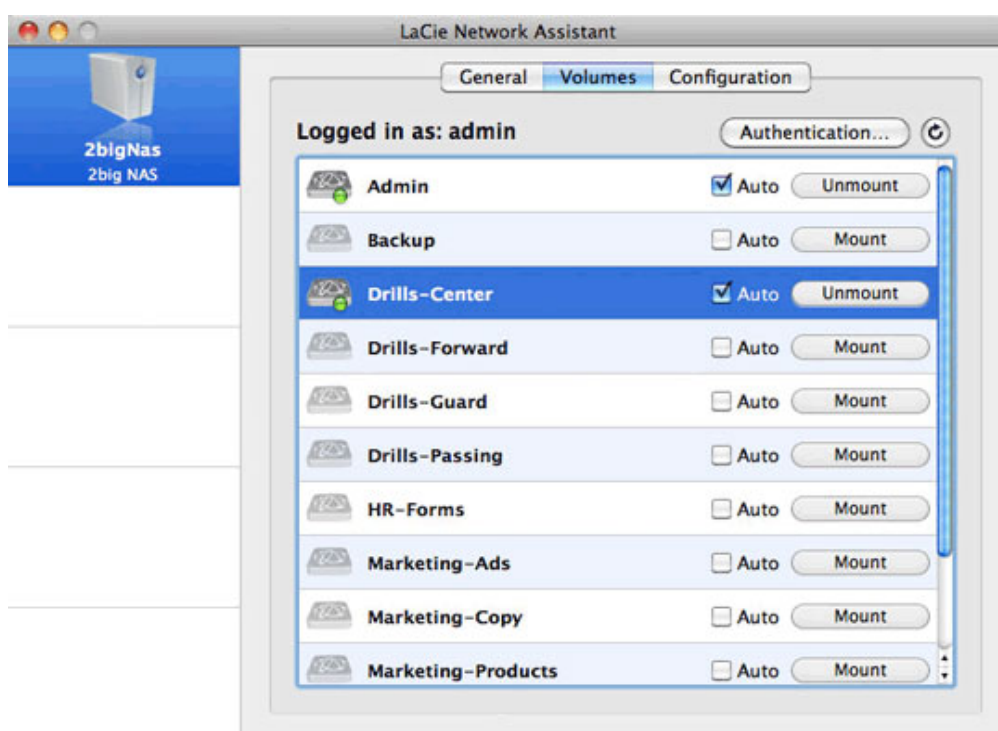 LaCie Network Assistant
2bigNas
2big NAS
General Volumes Configuration
Logged in as: admin Authentication...
Admin Auto Unmount
Backup Auto Mount
Drills-Center Auto Unmount
Drills-Forward Auto Mount
Drills-Guard Auto Mount
Drills-Passing Auto Mount
HR-Forms Auto Mount
Marketing-Ads Auto Mount
Marketing-Copy Auto Mount
Marketing-Products Auto Mount